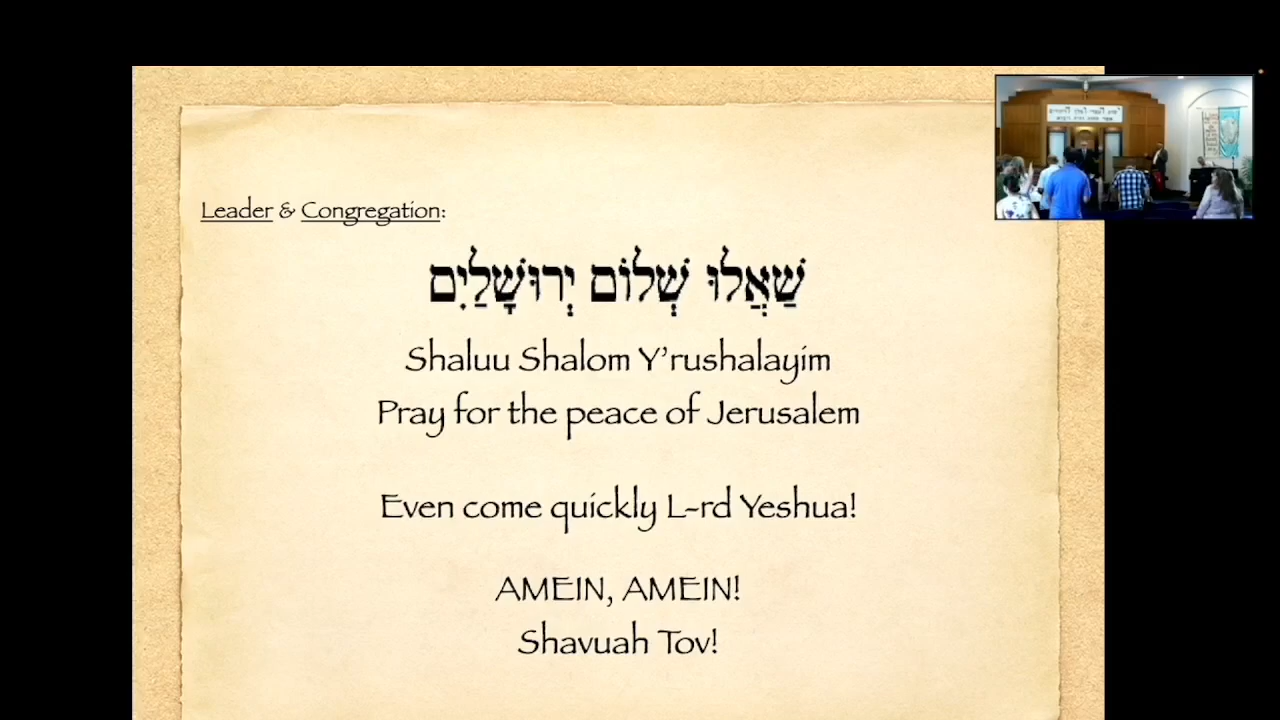 Leader & Congregation:
שַׁאֲלוּ שְׁלוֹם יְרוּשָׁלַיִם
Shaluu Shalom Y’rushalayim
Pray for the peace of Jerusalem
Even come quickly L-rd Yeshua!
AMEIN, AMEIN!
Shavuah Tov!